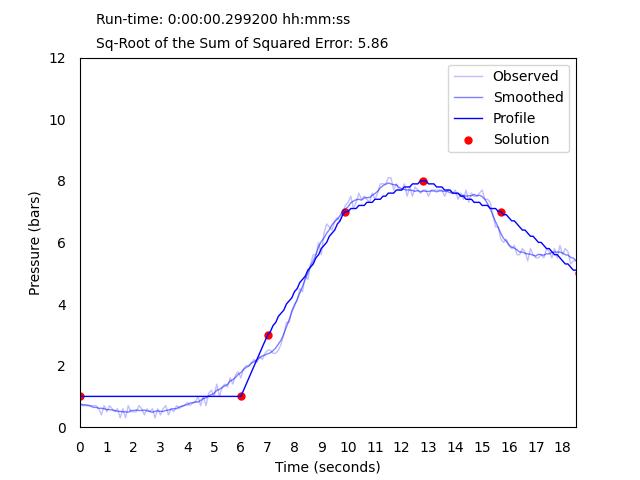 Run-time: 0:00:00.299200 hh:mm:ss
Sq-Root of the Sum of Squared Error: 5.86
12
10
8
6
4
2
0
Pressure (bars)
Observed
Smoothed
Profile
Solution
0 1 2 3 4 5 6 7 8 9 10 11 12 13 14 15 16 17 18
Time (seconds)